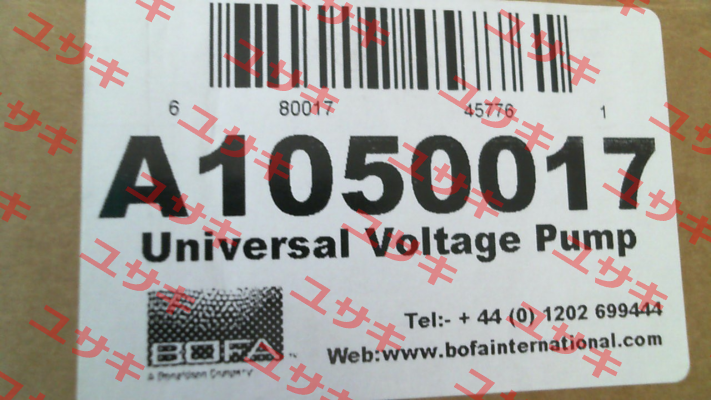 6 80017 45776 1
A1050017
Universal Voltage Pump
BOFA
A Donaldson Company
Tel:- + 44 (0) 1202 699444
Web:www.bofainternational.com
ユサキ